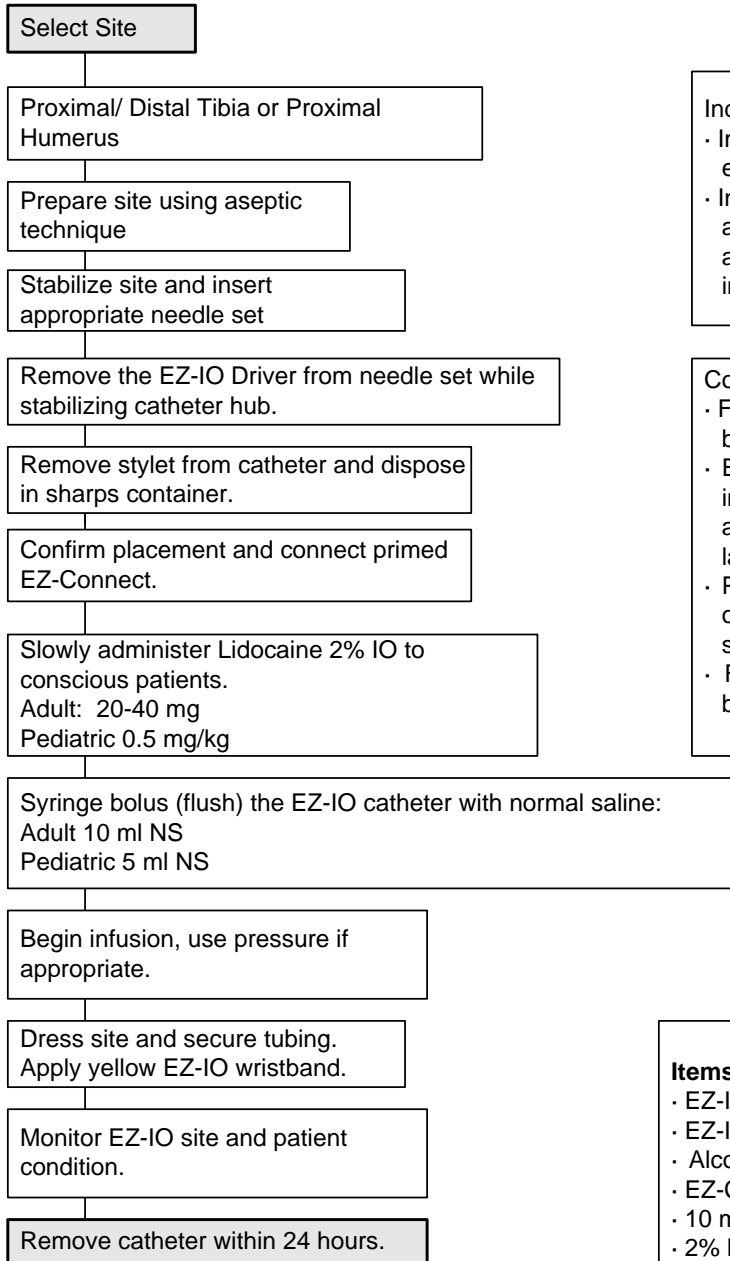 Select Site
Proximal/ Distal Tibia or Proximal
Humerus
Prepare site using aseptic
technique
Stabilize site and insert
appropriate needle set
Remove the EZ-IO Driver from needle set while
stabilizing catheter hub.
Remove stylet from catheter and dispose
in sharps container.
Confirm placement and connect primed
EZ-Connect.
Slowly administer Lidocaine 2% IO to
conscious patients.
Adult:  20-40 mg
Pediatric 0.5 mg/kg
Syringe bolus (flush) the EZ-IO catheter with normal saline:
Adult 10 ml NS
Pediatric 5 ml NS
Begin infusion, use pressure if
appropriate.
Dress site and secure tubing.
Apply yellow EZ-IO wristband.
Monitor EZ-IO site and patient
condition.
Remove catheter within 24 hours.
Items
· 10
· 2%